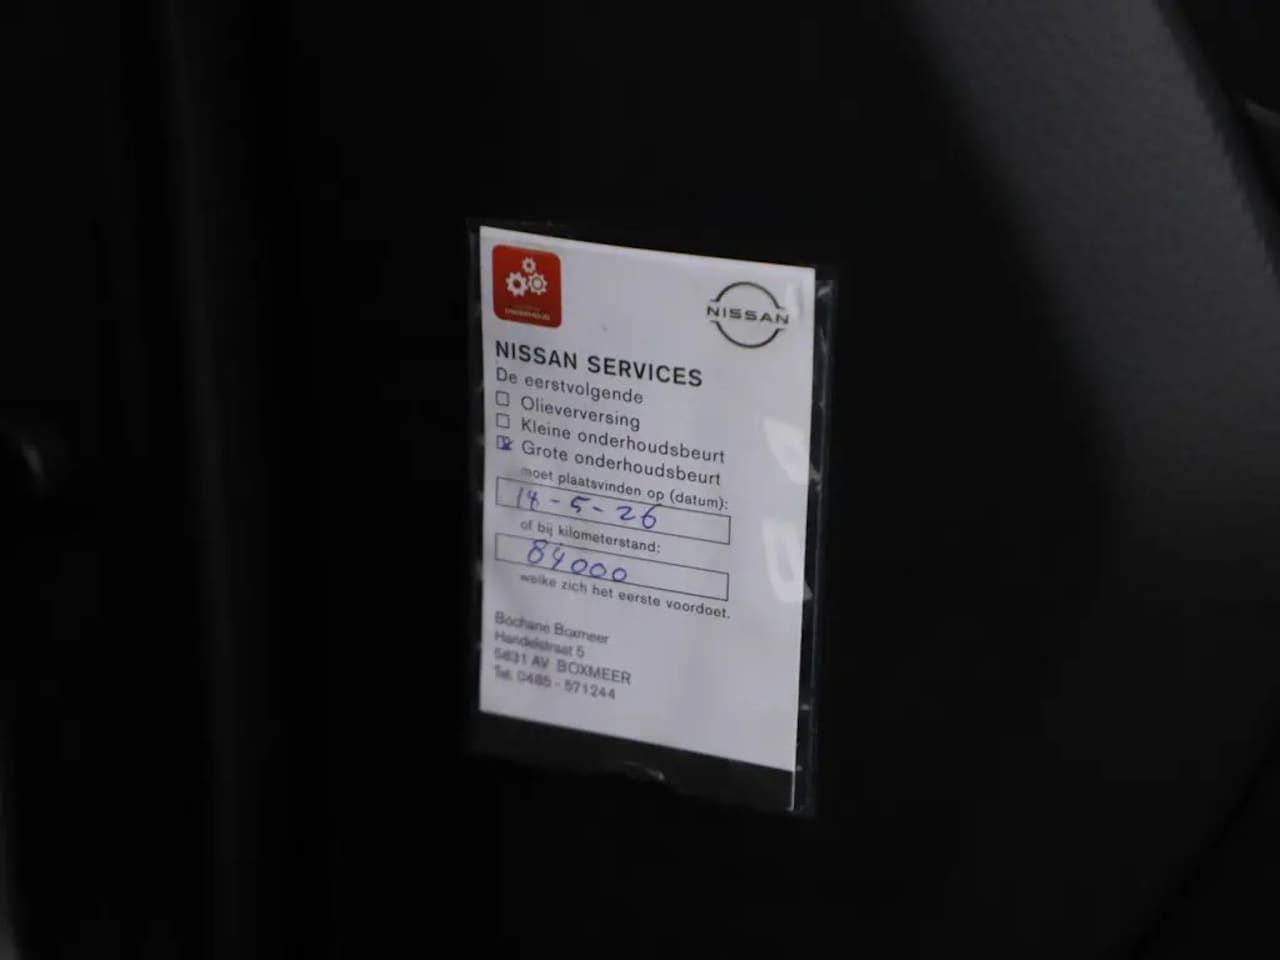 ONDERHOUD
NISSAN
NISSAN SERVICES
De eerstvolgende
Olieverversing
Kleine onderhoudsbeurt
Grote onderhoudsbeurt
moet plaatsvinden op (datum):
14-5-26
of bij kilometerstand:
84000
welke zich het eerste voordoet.
Bochane Boxmeer
Handelstraat 5
5831 AV BOXMEER
Tel. 0485 - 571244